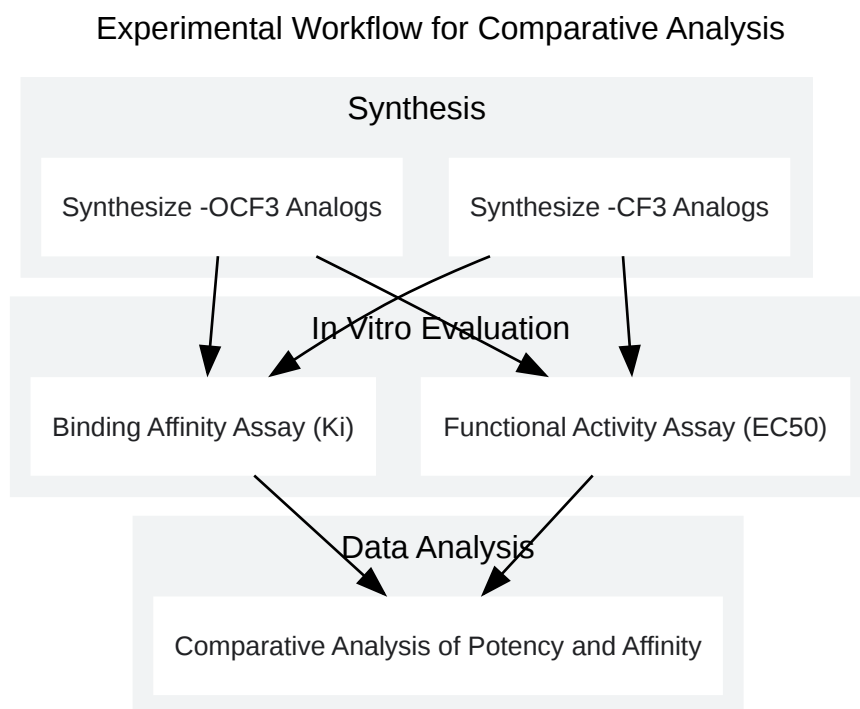 Experimental Workflow for Comparative Analysis
Synthesis
Synthesize -OCF3 Analogs
Synthesize -CF3 Analogs
In Vitro Evaluation
Binding Affinity Assay (Ki)
Functional Activity Assay (EC50)
Data Analysis
Comparative Analysis of Potency and Affinity